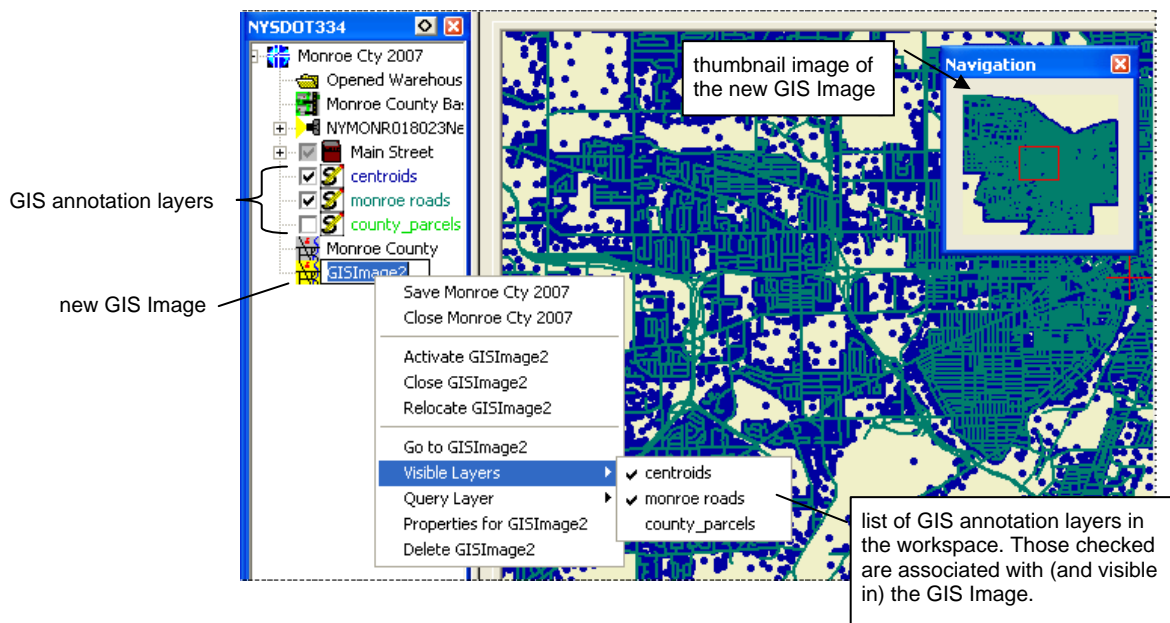 NYSDOT334
Monroe Cty 2007
Opened Warehous
Monroe County Ba:
NYMONR018023Ne
Main Street
centroids
monroe roads
county_parcels
Monroe County
GISImage2
GIS annotation layers
new GIS Image
Save Monroe Cty 2007
Close Monroe Cty 2007
Activate GISImage2
Close GISImage2
Relocate GISImage2
Go to GISImage2
Visible Layers
Query Layer
Properties for GISImage2
Delete GISImage2
centroids
monroe roads
county_parcels
thumbnail image of
the new GIS Image
Navigation
list of GIS annotation layers in
the workspace. Those checked
are associated with (and visible
in) the GIS Image.